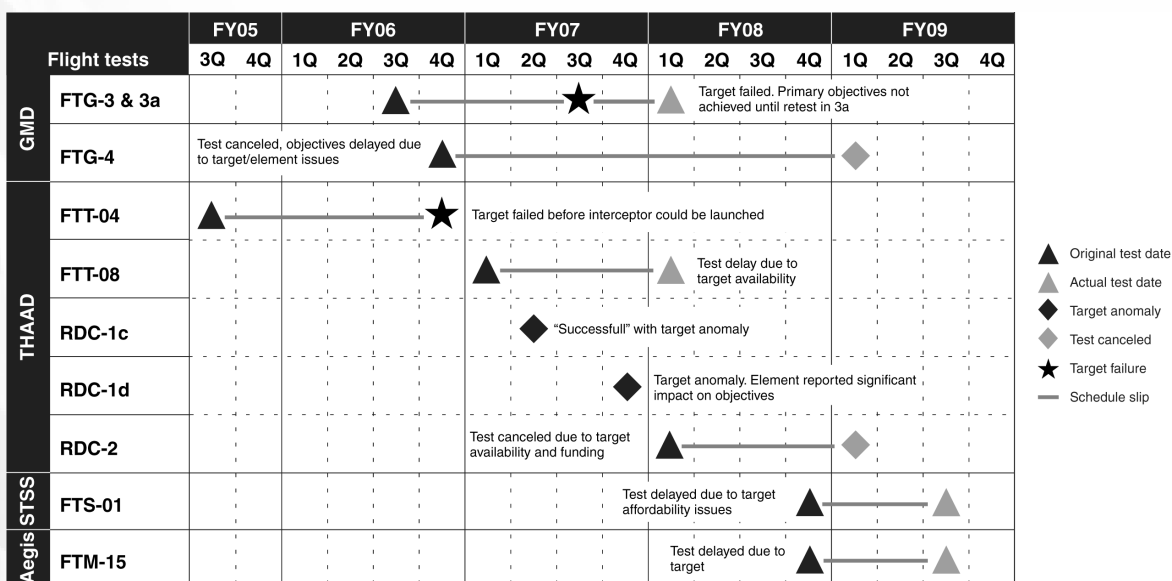 FY05 FY06 FY07 FY08 FY09
Flight tests 3Q 4Q 1Q 2Q 3Q 4Q 1Q 2Q 3Q 4Q 1Q 2Q 3Q 4Q 1Q 2Q 3Q 4Q
GMD
FTG-3 & 3a
Target failed. Primary objectives not
achieved until retest in 3a
FTG-4
Test canceled, objectives delayed due
to target/element issues
THAAD
FTT-04
Target failed before interceptor could be launched
FTT-08
Test delay due to
target availability
RDC-1c
“Successfull” with target anomaly
RDC-1d
Target anomaly. Element reported significant
impact on objectives
RDC-2
Test canceled due to target
availability and funding
STSS
FTS-01
Test delayed due to target
affordability issues
Aegis
FTM-15
Test delayed due to
target
Original test date
Actual test date
Target anomaly
Test canceled
Target failure
Schedule slip